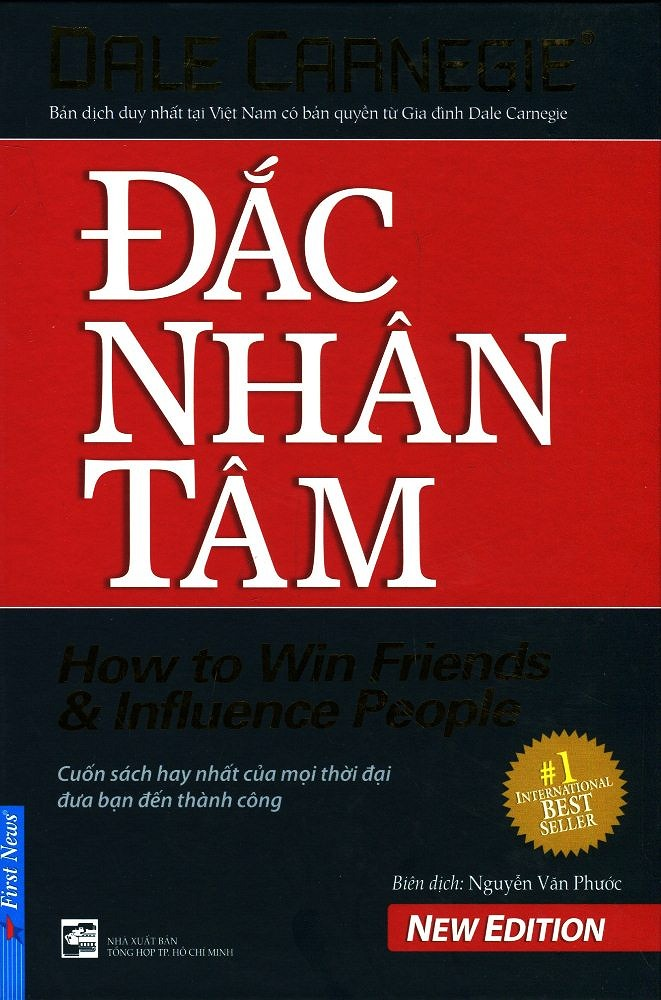 DALE CARNEGIE®
Bản dịch duy nhất tại Việt Nam có bản quyền từ Gia đình Dale Carnegie
ĐẮC
NHÂN
TÂM
How to Win Friends
& Influence People
Cuốn sách hay nhất của mọi thời đại
đưa bạn đến thành công
#1
INTERNATIONAL
BEST
SELLER
Biên dịch: Nguyễn Văn Phước
NEW EDITION
First News®
NHÀ XUẤT BẢN
TỔNG HỢP TP. HỒ CHÍ MINH